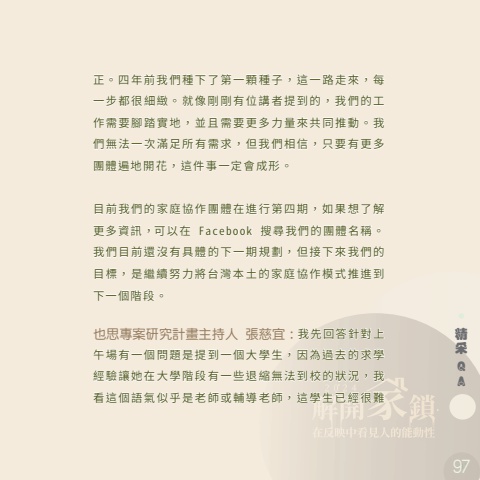 正。四年前我們種下了第一顆種子，這一路走來，每
一步都很細緻。就像剛剛有位講者提到的，我們的工
作需要腳踏實地，並且需要更多力量來共同推動。我
們無法一次滿足所有需求，但我們相信，只要有更多
團體遍地開花，這件事一定會成形。
目前我們的家庭協作團體在進行第四期，如果想了解
更多資訊，可以在 Facebook 搜尋我們的團體名稱。
我們目前還沒有具體的下一期規劃，但接下來我們的
目標，是繼續努力將台灣本土的家庭協作模式推進到
下一個階段。
也思專案研究計畫主持人 張慈宜：我先回答針對上
午場有一個問題是提到一個大學生，因為過去的求學
經驗讓她在大學階段有一些退縮無法到校的狀況，我
看這個語氣似乎是老師或輔導老師，這學生已經很難
精采 Q A
解開家鎖
在反映中看見人的能動性
97